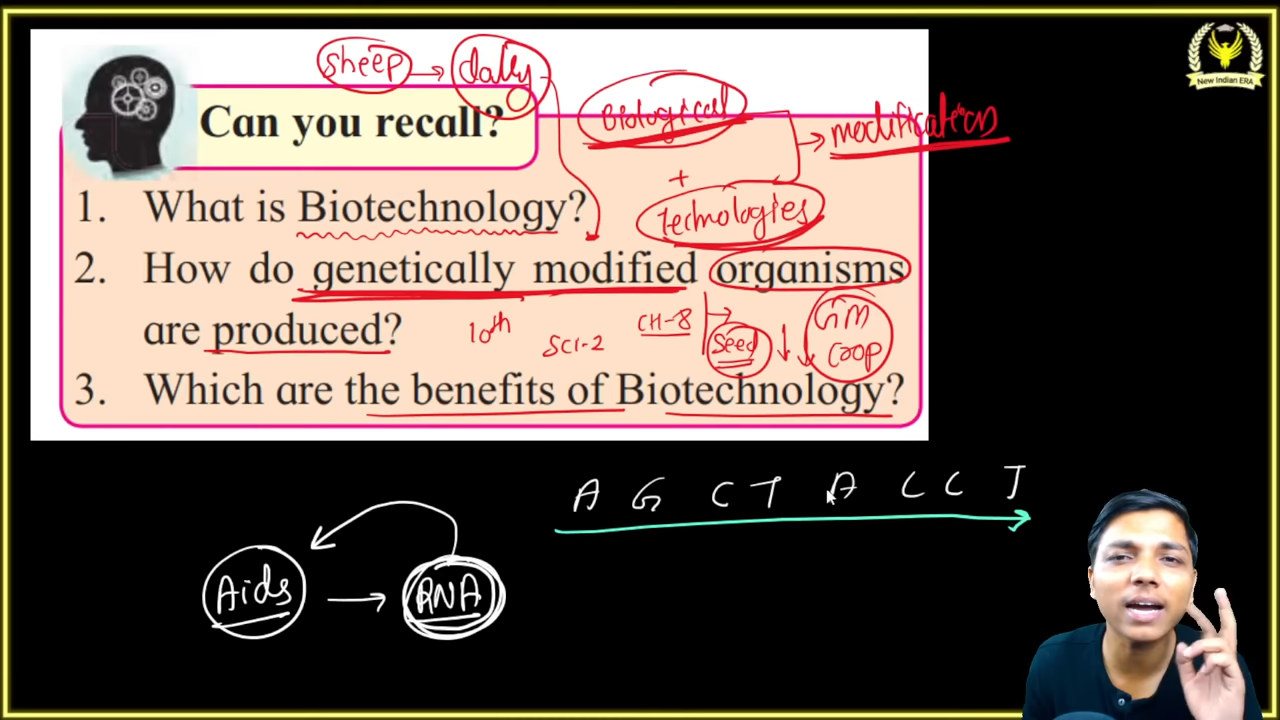 sheep → dally
Can you recall?
Biological
+
Technologies
→ modifications
1. What is Biotechnology?
2. How do genetically modified organisms
are produced?
10th
SCI-2
CH-8
Seed
GM
Crop
3. Which are the benefits of Biotechnology?
A G C T A C C T
Aids → RNA
New Indian ERA